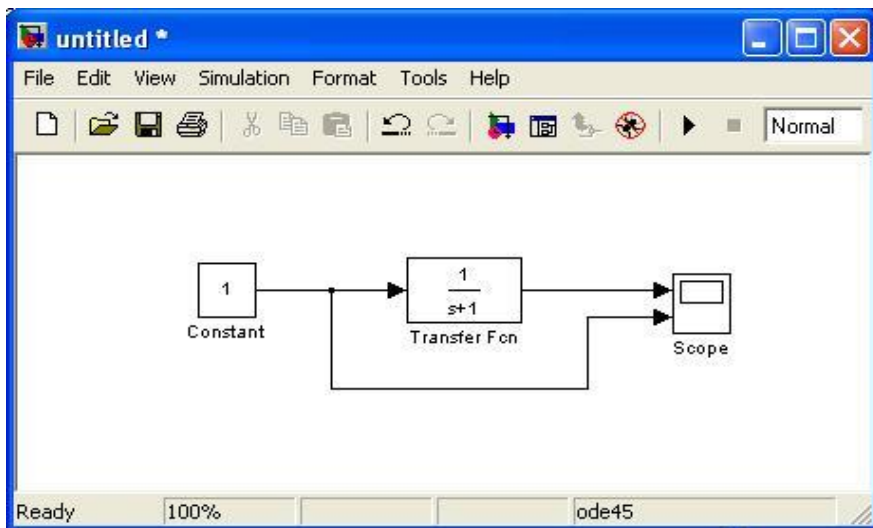 untitled *
File Edit View Simulation Format Tools Help
Normal
1
Constant
1
s+1
Transfer Fcn
Scope
Ready 100% ode45